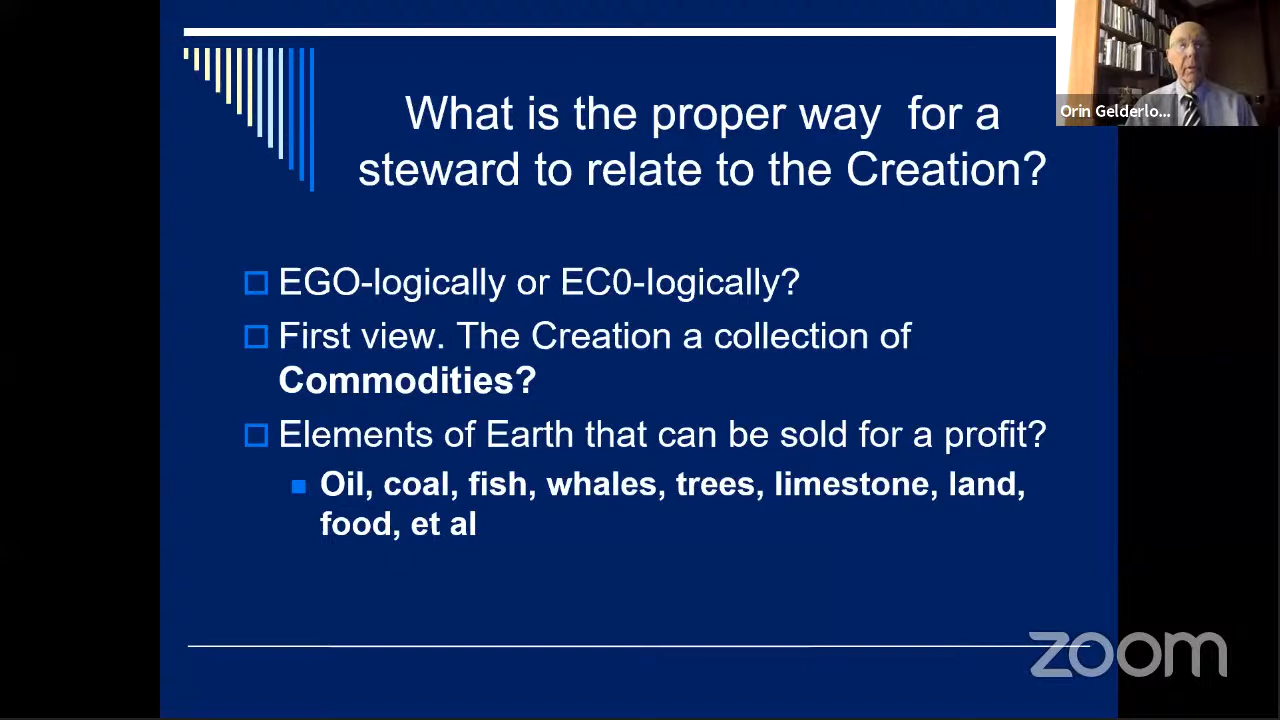 What is the proper way  for a
steward to relate to the Creation?
Orin Gelderlo...
EGO-logically or EC0-logically?
First view. The Creation a collection of
Commodities?
Elements of Earth that can be sold for a profit?
Oil, coal, fish, whales, trees, limestone, land,
food, et al
zoom